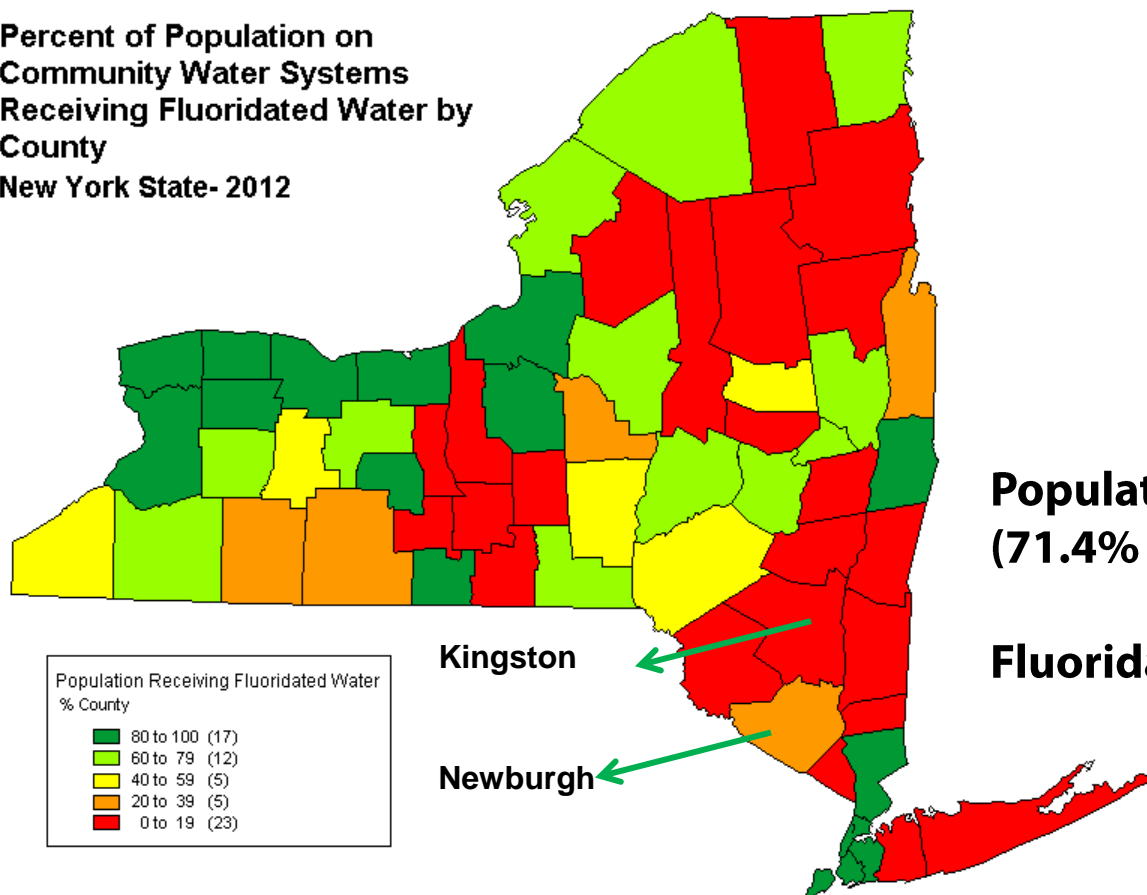 Percent of Population on
Community Water Systems
Receiving Fluoridated Water by
County
New York State- 2012
(71.4%
Kingston
Newburgh
Population Receiving Fluoridated Water
% County
80 to 100 (17)
60 to 79 (12)
40 to 59 (5)
20 to 39 (5)
0 to 19 (23)